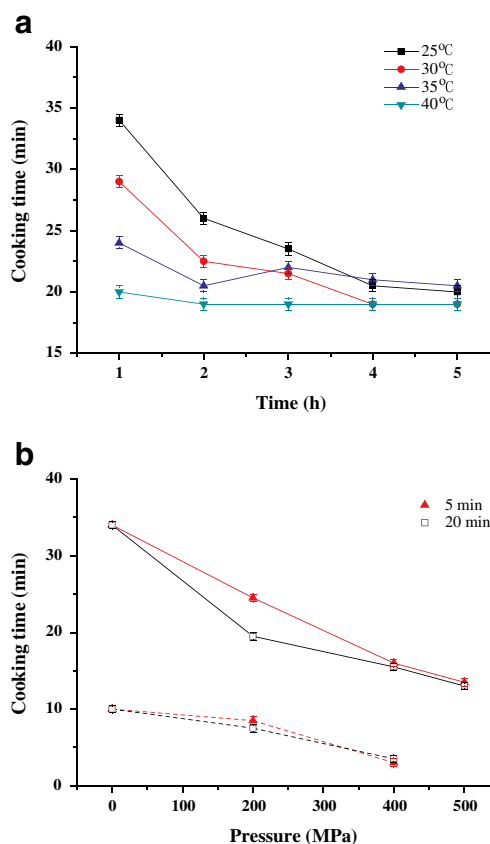 a
40
35
30
25
20
15
Cooking time (min)
25°C
30°C
35°C
40°C
1 2 3 4 5
Time (h)
b
40
30
20
10
0
Cooking time (min)
5 min
20 min
0 100 200 300 400 500
Pressure (MPa)